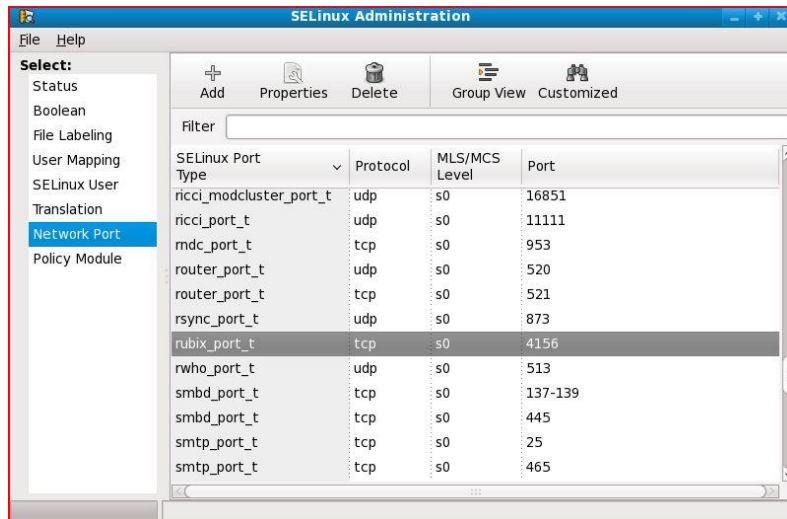 SELinux Administration
File Help
Select:
Status
Boolean
File Labeling
User Mapping
SELinux User
Translation
Network Port
Policy Module
Add Properties Delete Group View Customized
Filter
SELinux Port Type Protocol MLS/MCS Level Port
ricci_modcluster_port_t udp s0 16851
ricci_port_t udp s0 11111
rndc_port_t tcp s0 953
router_port_t udp s0 520
router_port_t tcp s0 521
rsync_port_t udp s0 873
rubix_port_t tcp s0 4156
rwho_port_t udp s0 513
smbd_port_t tcp s0 137-139
smbd_port_t tcp s0 445
smtp_port_t tcp s0 25
smtp_port_t tcp s0 465